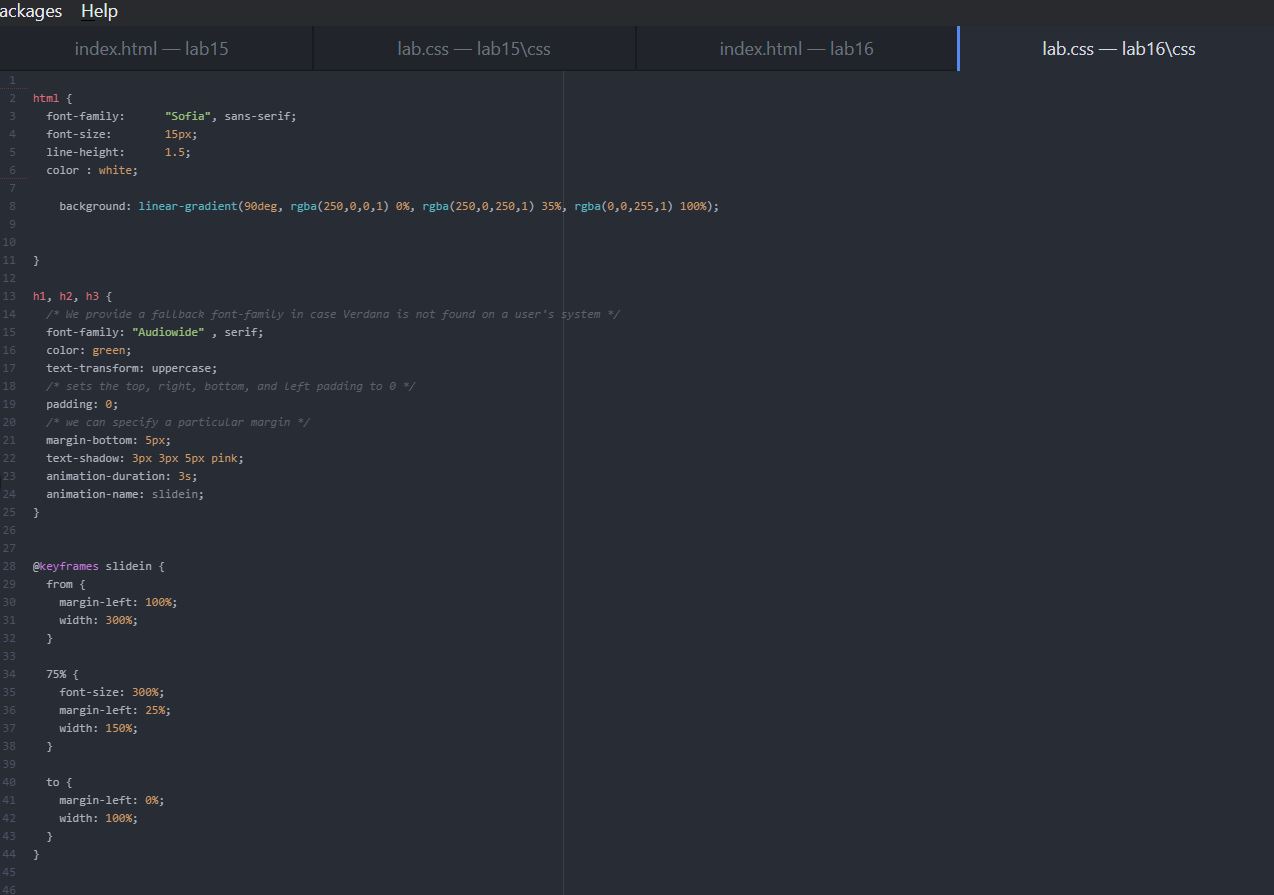 ackages Help
index.html — lab15 lab.css — lab15\css index.html — lab16 lab.css — lab16\css
1
2 html {
3 font-family: "Sofia", sans-serif;
4 font-size: 15px;
5 line-height: 1.5;
6 color : white;
7
8 background: linear-gradient(90deg, rgba(250,0,0,1) 0%, rgba(250,0,250,1) 35%, rgba(0,0,255,1) 100%);
9
10
11 }
12
13 h1, h2, h3 {
14 /* We provide a fallback font-family in case Verdana is not found on a user's system */
15 font-family: "Audiowide" , serif;
16 color: green;
17 text-transform: uppercase;
18 /* sets the top, right, bottom, and left padding to 0 */
19 padding: 0;
20 /* we can specify a particular margin */
21 margin-bottom: 5px;
22 text-shadow: 3px 3px 5px pink;
23 animation-duration: 3s;
24 animation-name: slidein;
25 }
26
27
28 @keyframes slidein {
29 from {
30 margin-left: 100%;
31 width: 300%;
32 }
33
34 75% {
35 font-size: 300%;
36 margin-left: 25%;
37 width: 150%;
38 }
39
40 to {
41 margin-left: 0%;
42 width: 100%;
43 }
44 }
45
46